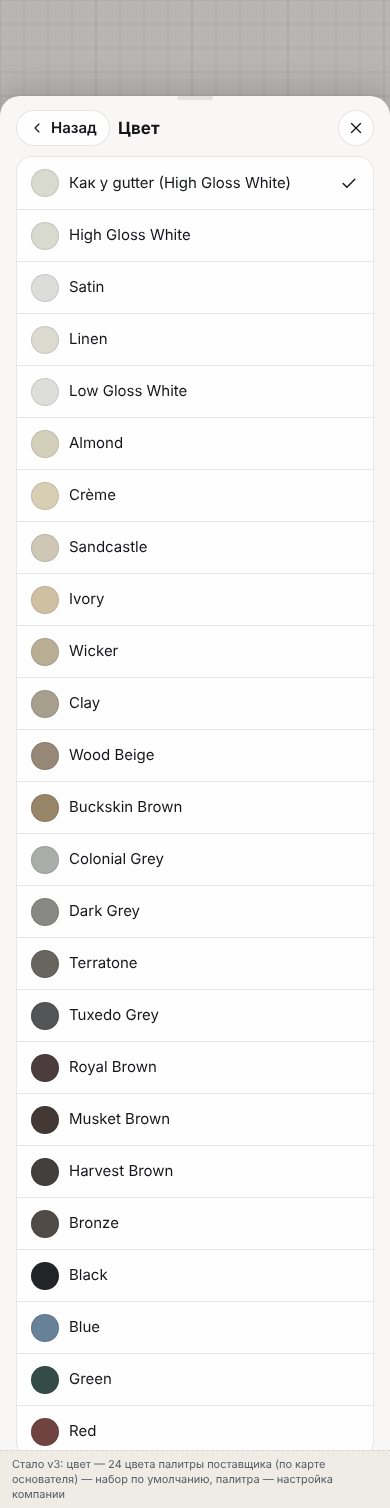 Назад
Цвет
Как у gutter (High Gloss White)
High Gloss White
Satin
Linen
Low Gloss White
Almond
Crème
Sandcastle
Ivory
Wicker
Clay
Wood Beige
Buckskin Brown
Colonial Grey
Dark Grey
Terratone
Tuxedo Grey
Royal Brown
Musket Brown
Harvest Brown
Bronze
Black
Blue
Green
Red
Стало v3: цвет — 24 цвета палитры поставщика (по карте
основателя) — набор по умолчанию, палитра — настройка
компании